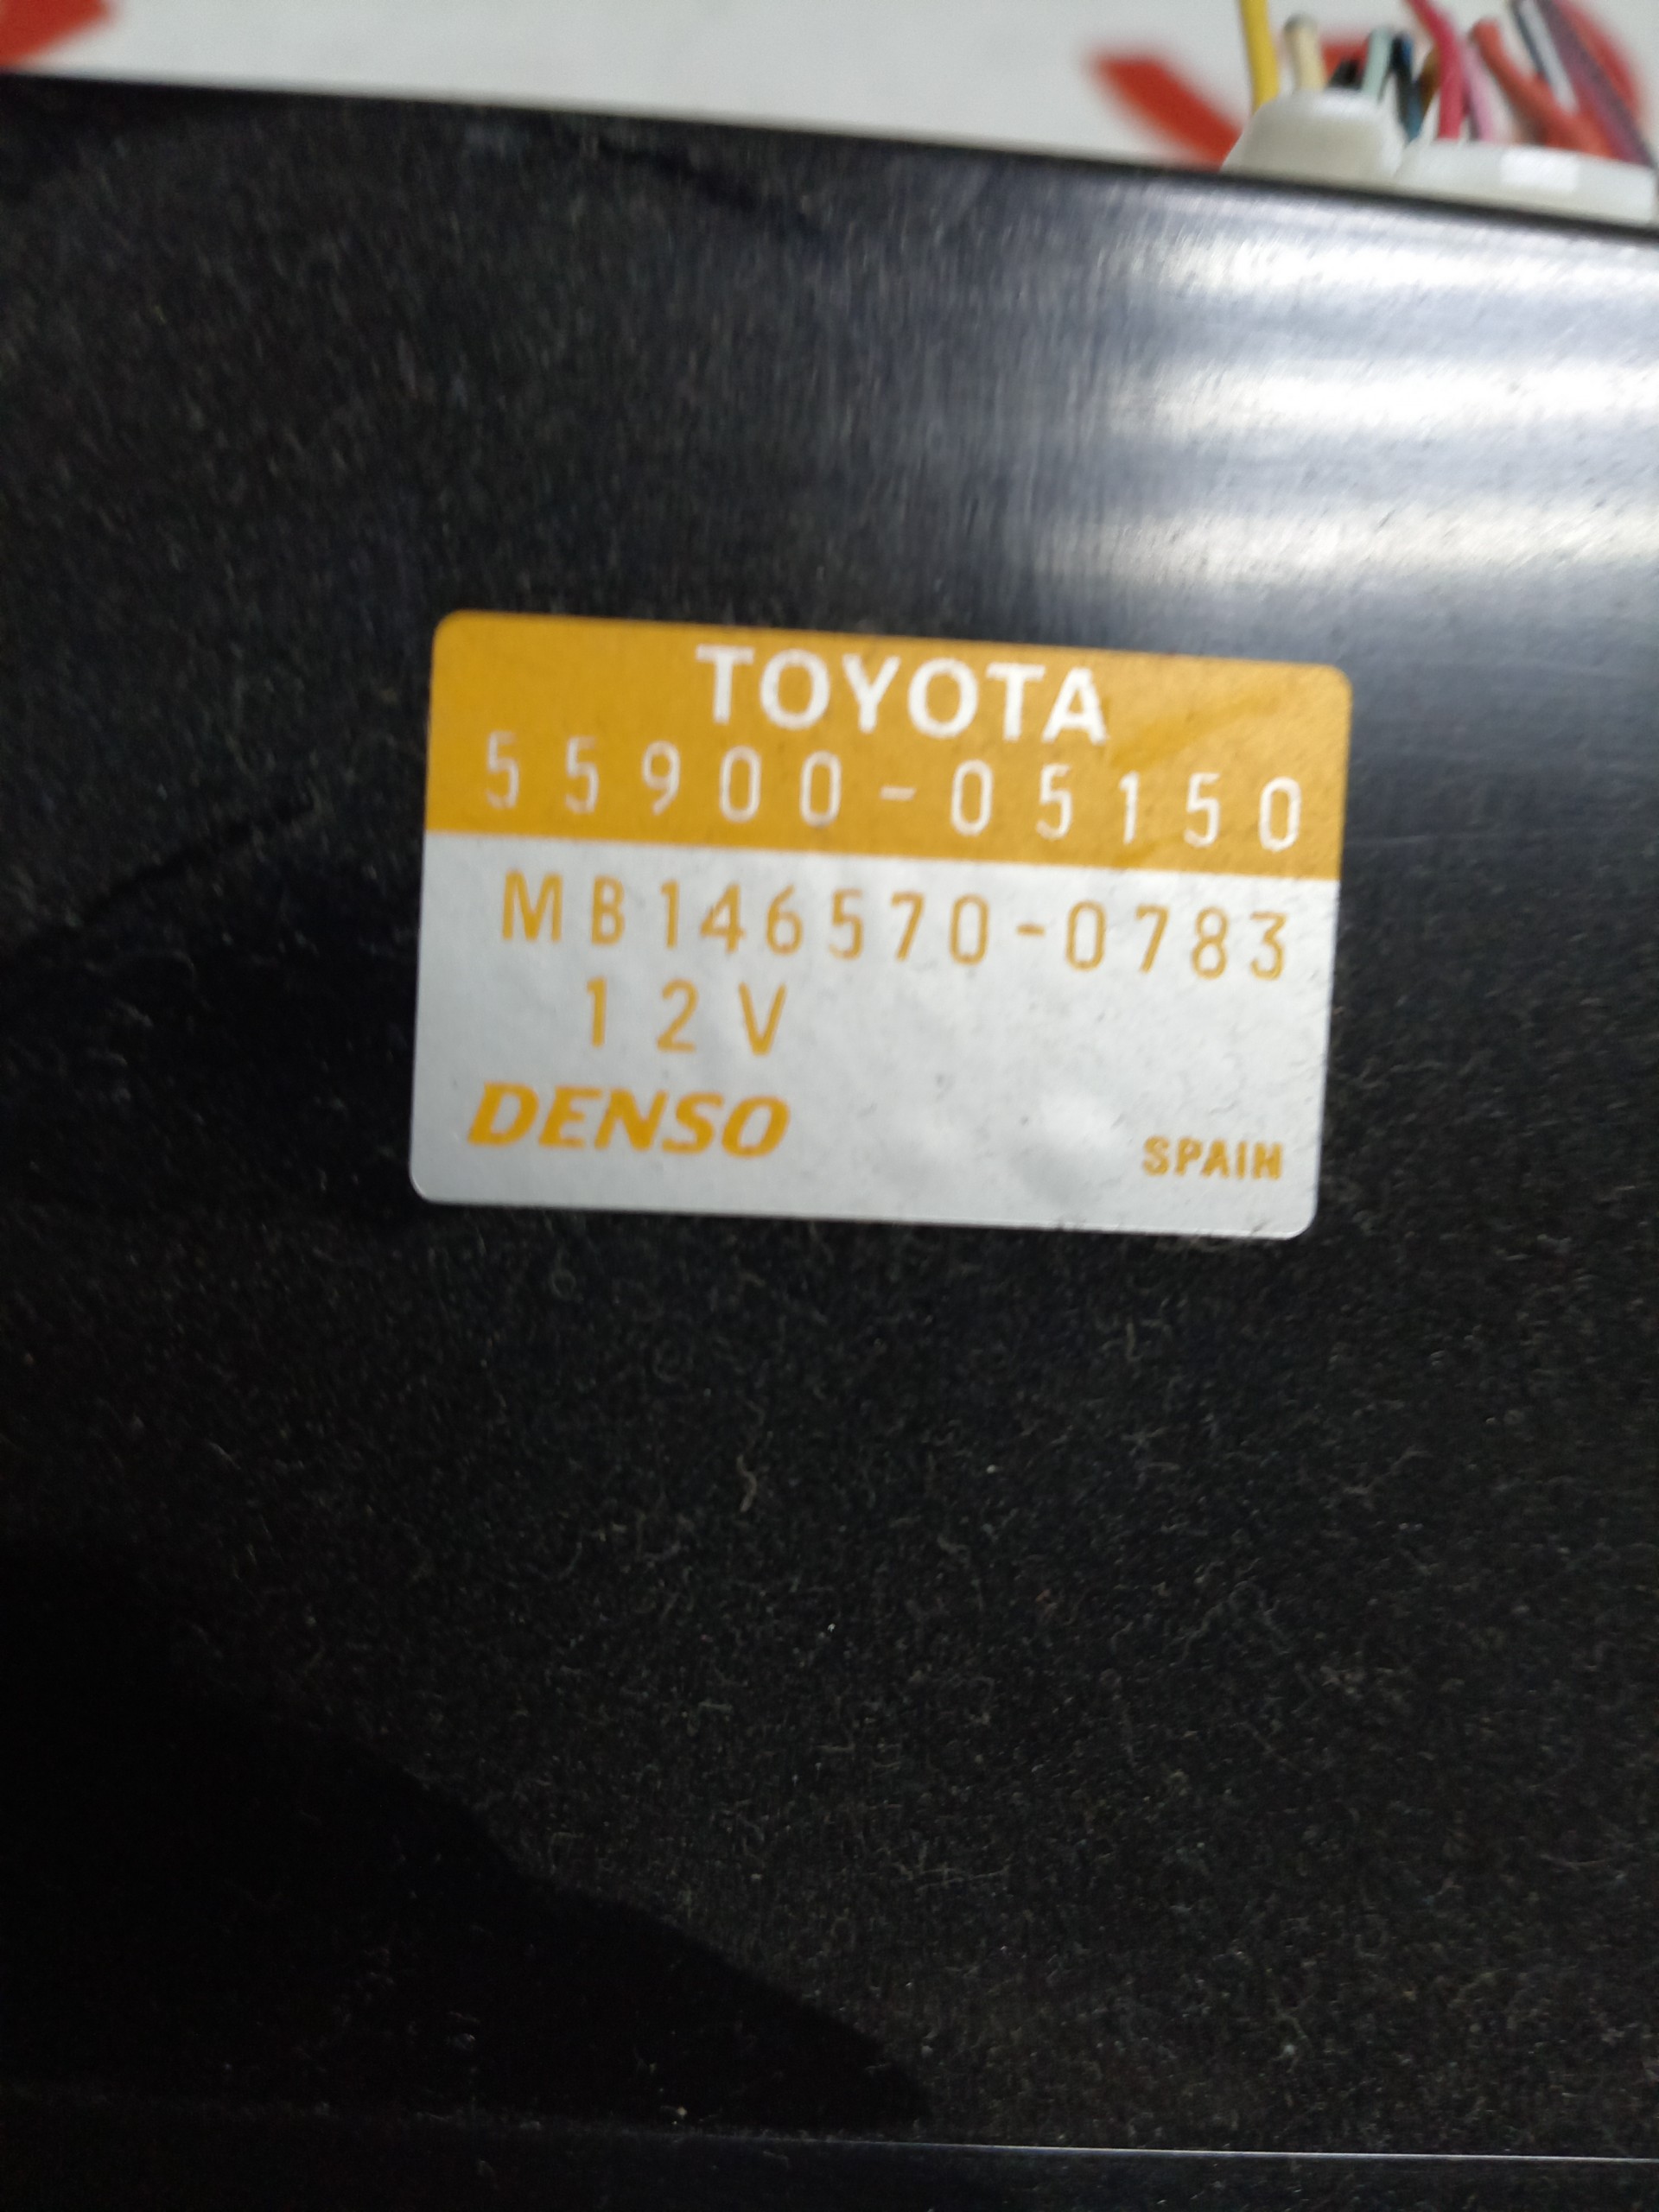 TOYOTA
55900-05150
MB146570-0783
12V
DENSO
SPAIN